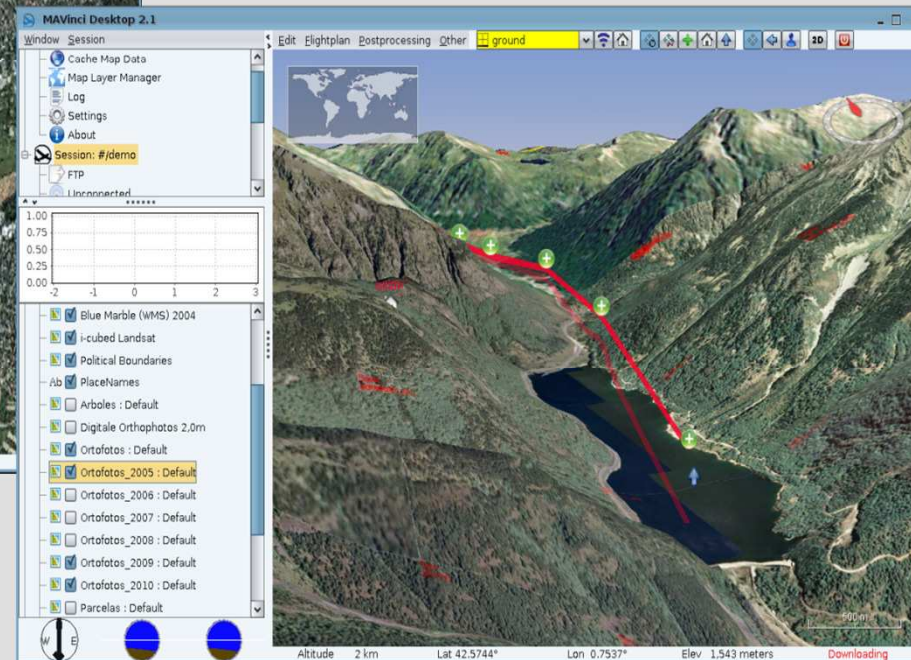 MAVinci Desktop 2.1
Window Session
Edit Flightplan Postprocessing Other ground 2D
Cache Map Data
Map Layer Manager
Log
Settings
About
Session: #/demo
FTP
Unconnected
1.00
0.75
0.50
0.25
0.00
-2 -1 0 1 2 3
Blue Marble (WMS) 2004
i-cubed Landsat
Political Boundaries
Ab PlaceNames
Arboles : Default
Digitale Orthophotos 2,0m
Ortofotos : Default
Ortofotos_2005 : Default
Ortofotos_2006 : Default
Ortofotos_2007 : Default
Ortofotos_2008 : Default
Ortofotos_2009 : Default
Ortofotos_2010 : Default
Parcelas : Default
W E
600m
Altitude 2 km Lat 42.5744° Lon 0.7537° Elev 1,543 meters Downloading